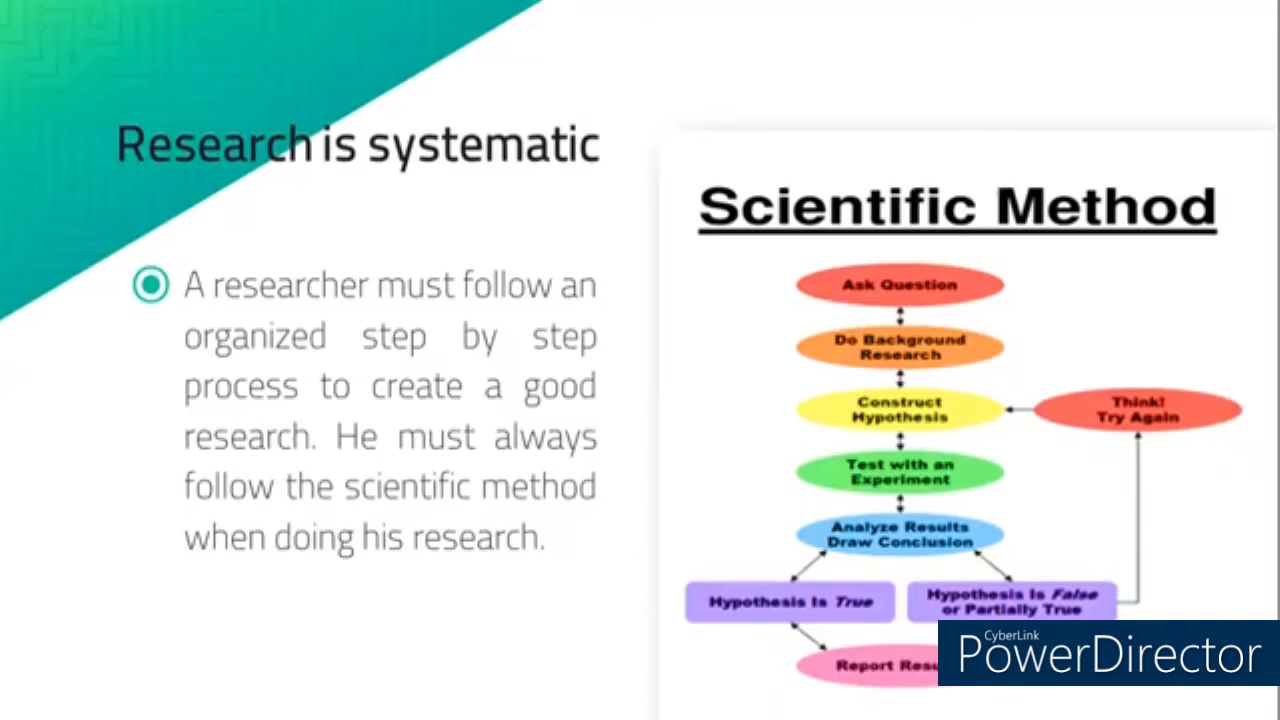 Research is systematic
A researcher must follow an
organized step by step
process to create a good
research. He must always
follow the scientific method
when doing his research.
Scientific Method
Ask Question
Do Background
Research
Construct
Hypothesis
Think!
Try Again
Test with an
Experiment
Analyze Results
Draw Conclusion
Hypothesis Is True
Hypothesis Is False
or Partially True
Report
CyberLink
PowerDirector